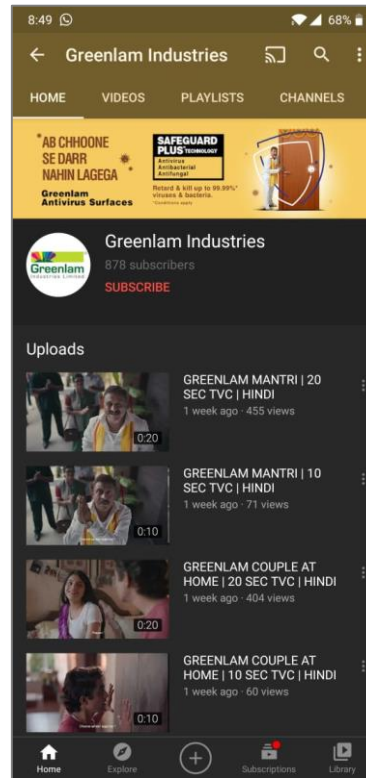 8:49 68%
Greenlam Industries
HOME VIDEOS PLAYLISTS CHANNELS
"AB CHHOONE
SE DARR
NAHIN LAGEGA
Greenlam
Antivirus Surfaces
SAFEGUARD
PLUS TECHNOLOGY
Antivirus
Antibacterial
Antifungal
Retard & kill up to 99.99%*
viruses & bacteria.
*Conditions apply
Greenlam
Industries Limited
Greenlam Industries
878 subscribers
SUBSCRIBE
Uploads
GREENLAM MANTRI | 20
SEC TVC | HINDI
1 week ago · 455 views
0:20
GREENLAM MANTRI | 10
SEC TVC | HINDI
1 week ago · 71 views
0:10
GREENLAM COUPLE AT
HOME | 20 SEC TVC | HINDI
1 week ago · 404 views
0:20
GREENLAM COUPLE AT
HOME | 10 SEC TVC | HINDI
1 week ago · 60 views
0:10
Home Explore Subscriptions Library